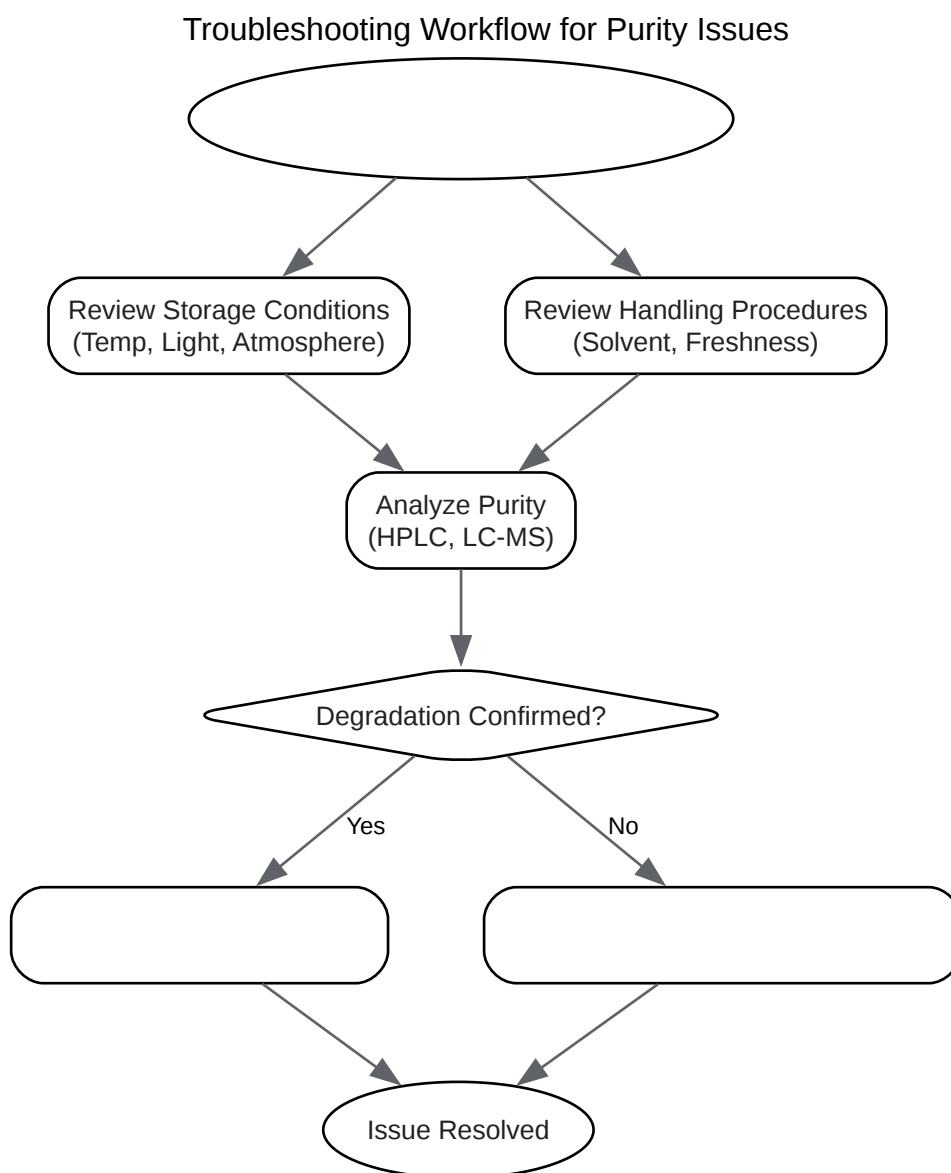 Troubleshooting Workflow for Purity Issues
Review Storage Conditions
(Temp, Light, Atmosphere)
Review Handling Procedures
(Solvent, Freshness)
Analyze Purity
(HPLC, LC-MS)
Degradation Confirmed?
Yes
No
Issue Resolved